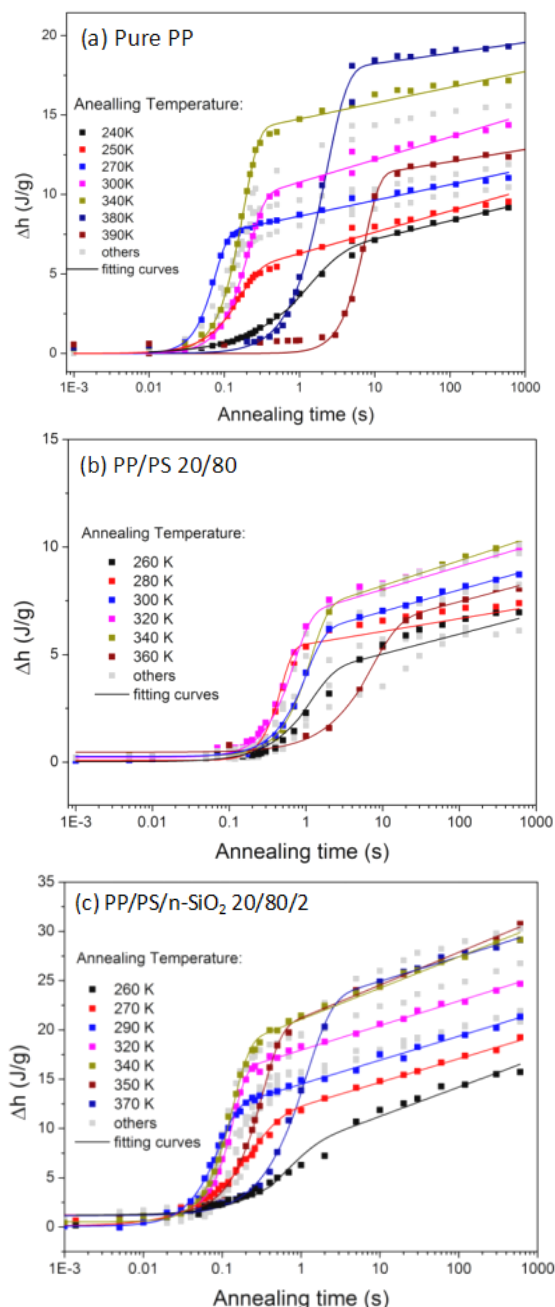 (a) Pure PP
Anealling Temperature:
240K
250K
270K
300K
340K
380K
390K
others
fitting curves
20
15
10
5
0
Δh (J/g)
1E-3 0.01 0.1 1 10 100 1000
Annealing time (s)
(b) PP/PS 20/80
Annealing Temperature:
260 K
280 K
300 K
320 K
340 K
360 K
others
fitting curves
15
10
5
0
Δh (J/g)
1E-3 0.01 0.1 1 10 100 1000
Annealing time (s)
(c) PP/PS/n-SiO₂ 20/80/2
Annealing Temperature:
260 K
270 K
290 K
320 K
340 K
350 K
370 K
others
fitting curves
35
30
25
20
15
10
5
0
Δh (J/g)
1E-3 0.01 0.1 1 10 100 1000
Annealing time (s)